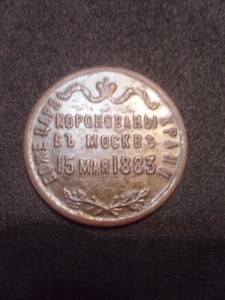 БОЖЕ ЦАРЯ ХРАНИ
КОРОНОВАНЫ
ВЪ МОСКВѢ
15 МАЯ 1883